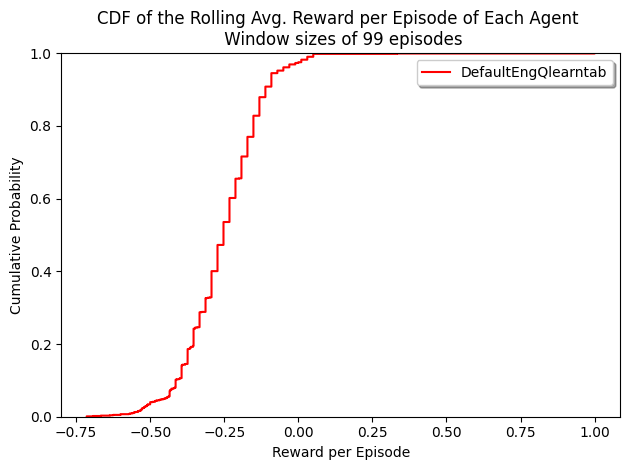 CDF of the Rolling Avg. Reward per Episode of Each Agent
Window sizes of 99 episodes
DefaultEngQlearntab
Cumulative Probability
1.0
0.8
0.6
0.4
0.2
0.0
−0.75 −0.50 −0.25 0.00 0.25 0.50 0.75 1.00
Reward per Episode